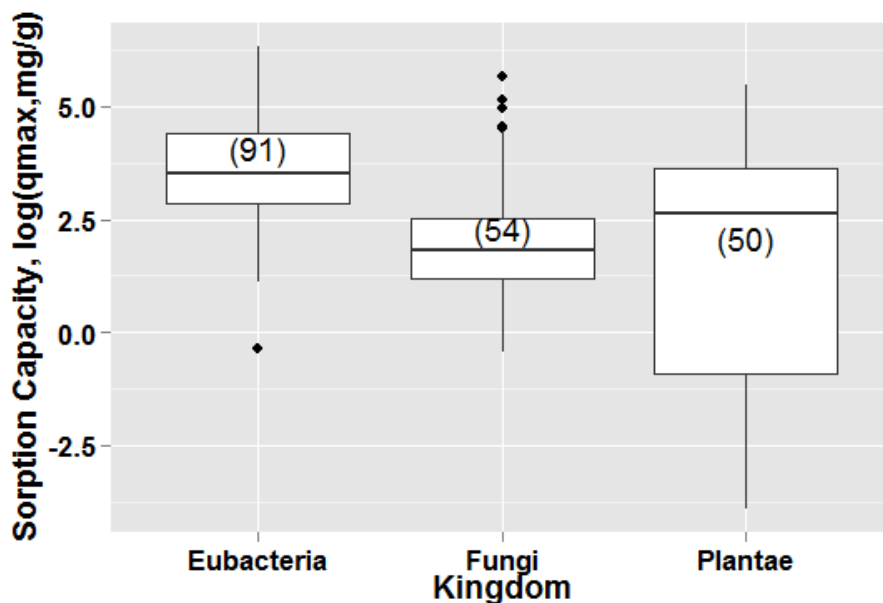 Sorption Capacity, log(qmax,mg/g)
5.0
2.5
0.0
-2.5
(91)
(54)
(50)
Eubacteria
Fungi
Plantae
Kingdom